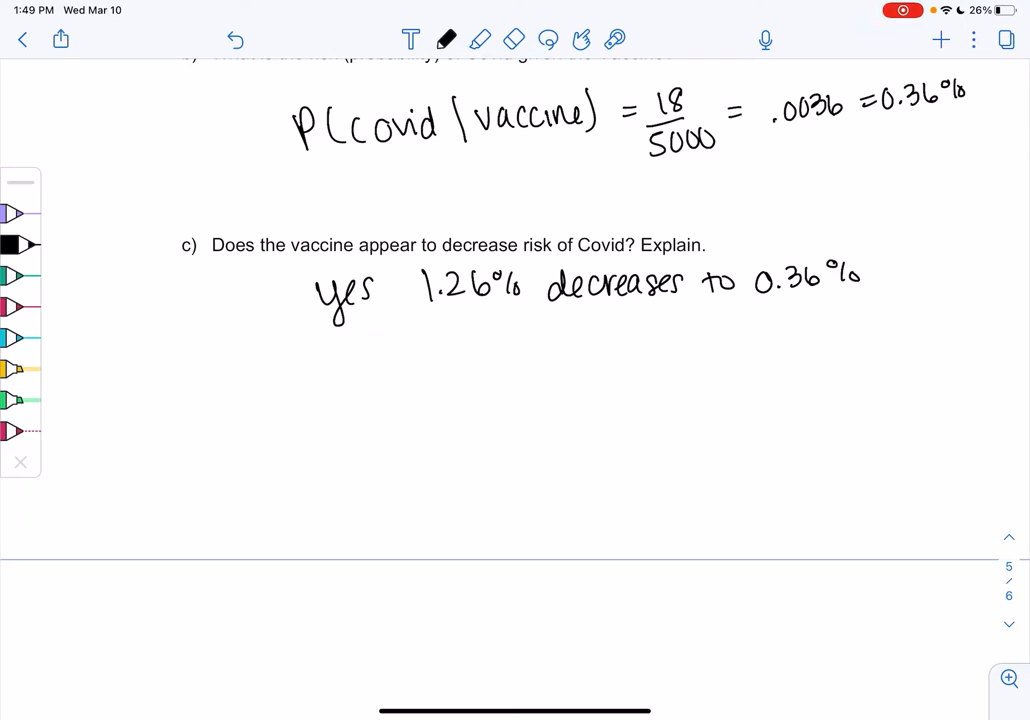 1:49 PM Wed Mar 10
26%
T
P(covid | vaccine) = 18/5000 = .0036 = 0.36%
c) Does the vaccine appear to decrease risk of Covid? Explain.
yes 1.26% decreases to 0.36%
5
/
6